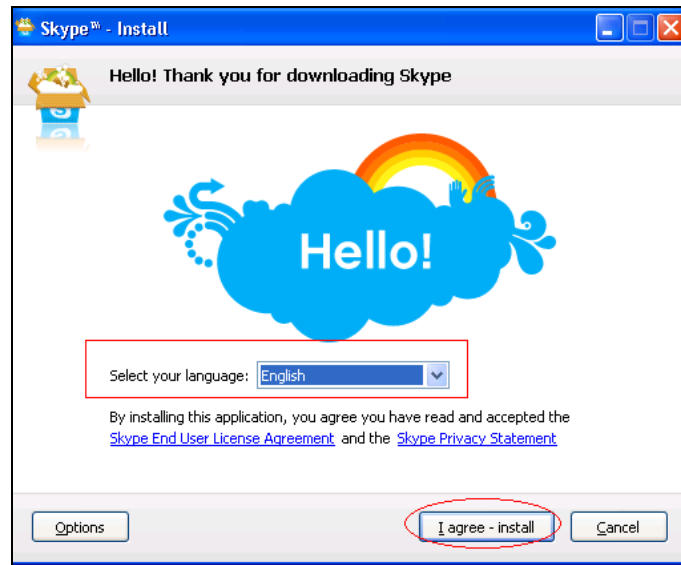 Skype™ - Install
Hello! Thank you for downloading Skype
S
Hello!
Select your language: English
By installing this application, you agree you have read and accepted the
Skype End User License Agreement and the Skype Privacy Statement
Options I agree - install Cancel